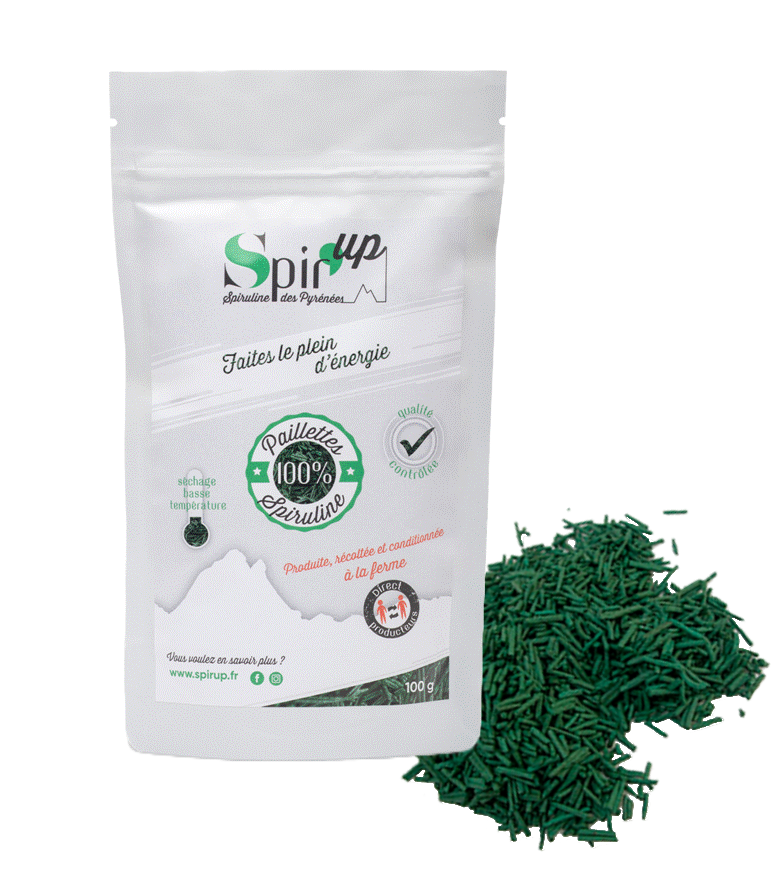 Spir'up
Spiruline des Pyrénées
Faites le plein
d'énergie
qualité
contrôlée
Paillettes
100%
Spiruline
séchage
basse
température
Produite, récoltée et conditionnée
à la ferme
Direct
producteurs
Vous voulez en savoir plus ?
www.spirup.fr
100 g